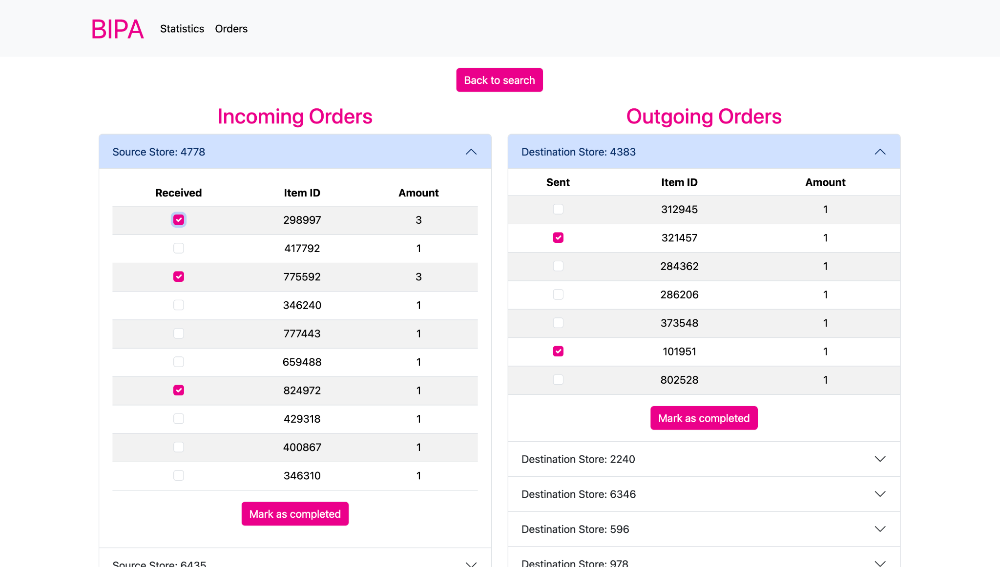 BIPA Statistics Orders
Back to search
Incoming Orders
Source Store: 4778
Received Item ID Amount
298997 3
417792 1
775592 3
346240 1
777443 1
659488 1
824972 1
429318 1
400867 1
346310 1
Mark as completed
Source Store: 6435
Outgoing Orders
Destination Store: 4383
Sent Item ID Amount
312945 1
321457 1
284362 1
286206 1
373548 1
101951 1
802528 1
Mark as completed
Destination Store: 2240
Destination Store: 6346
Destination Store: 596
Destination Store: 978